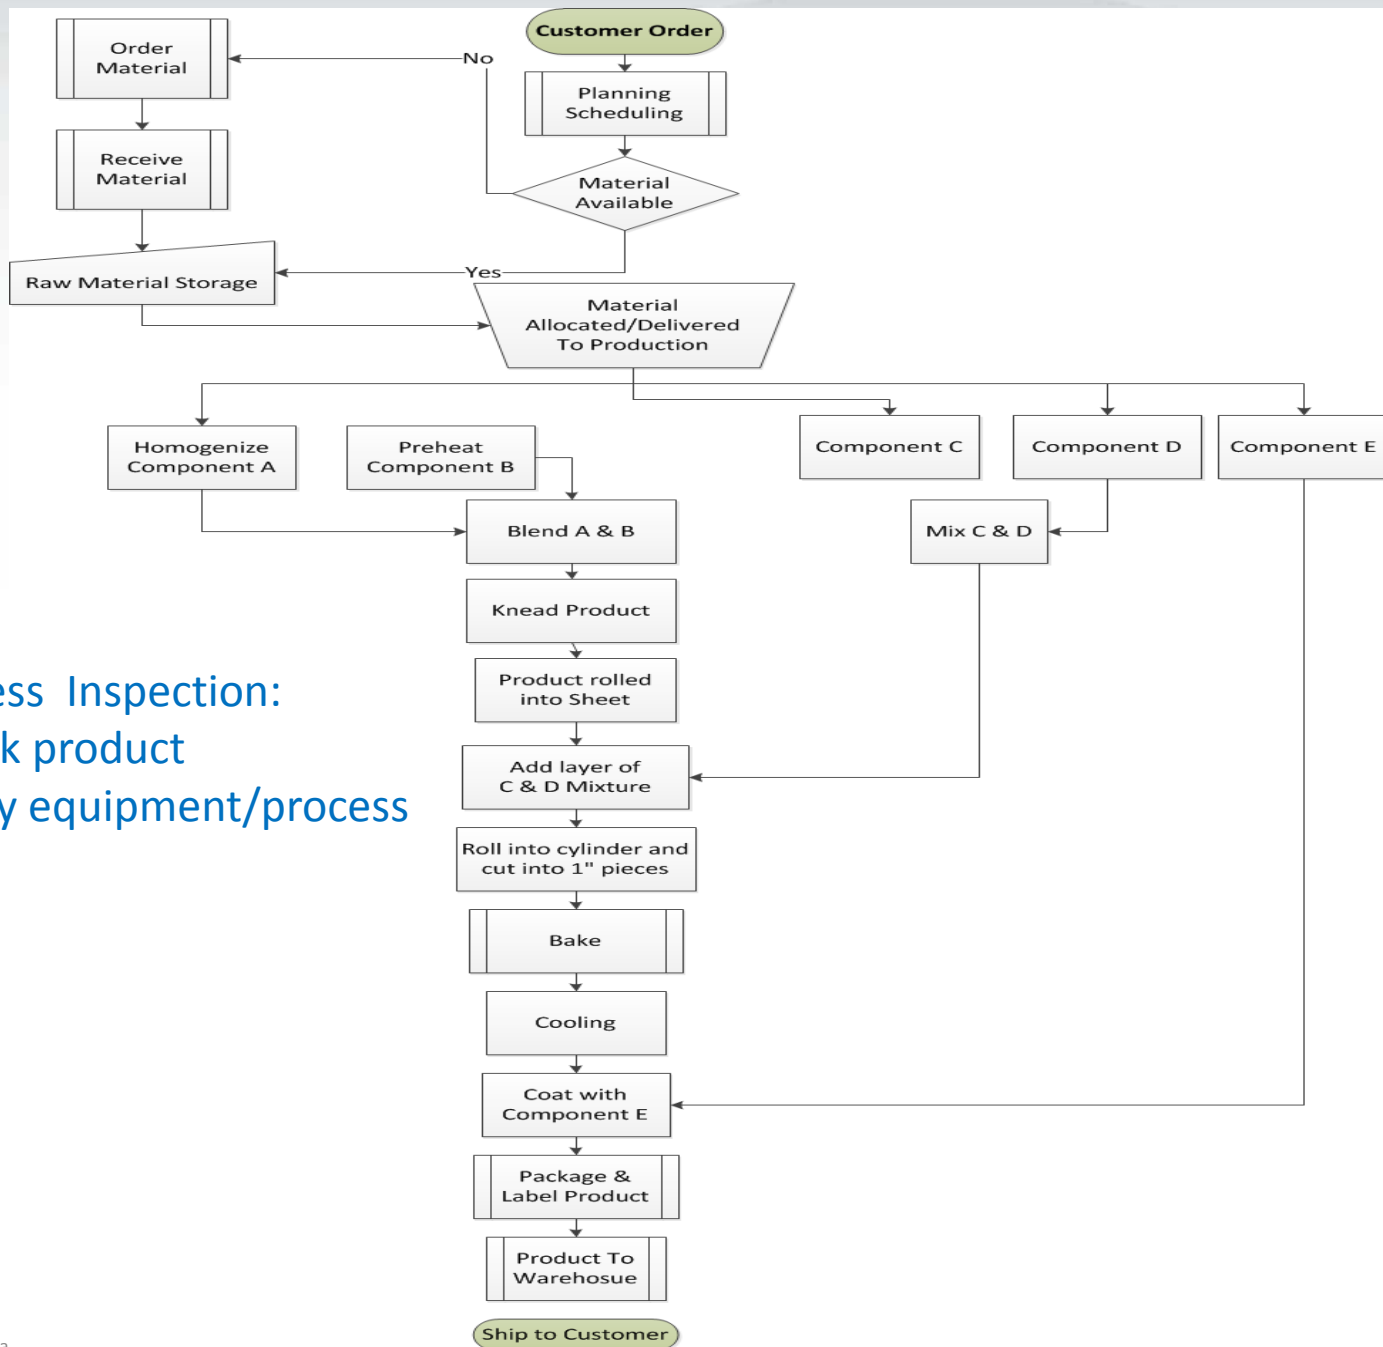 Customer Order
Order
Material
No
Planning
Scheduling
Receive
Material
Material
Available
Yes
Raw Material Storage
Material
Allocated/Delivered
To Production
Homogenize
Component A
Preheat
Component B
Component C
Component D
Component E
Blend A & B
Mix C & D
Knead Product
Product rolled
into Sheet
ess  Inspection:
k product
y equipment/process
Add layer of
C & D Mixture
Roll into cylinder and
cut into 1" pieces
Bake
Cooling
Coat with
Component E
Package &
Label Product
Product To
Warehosue
Ship to Customer